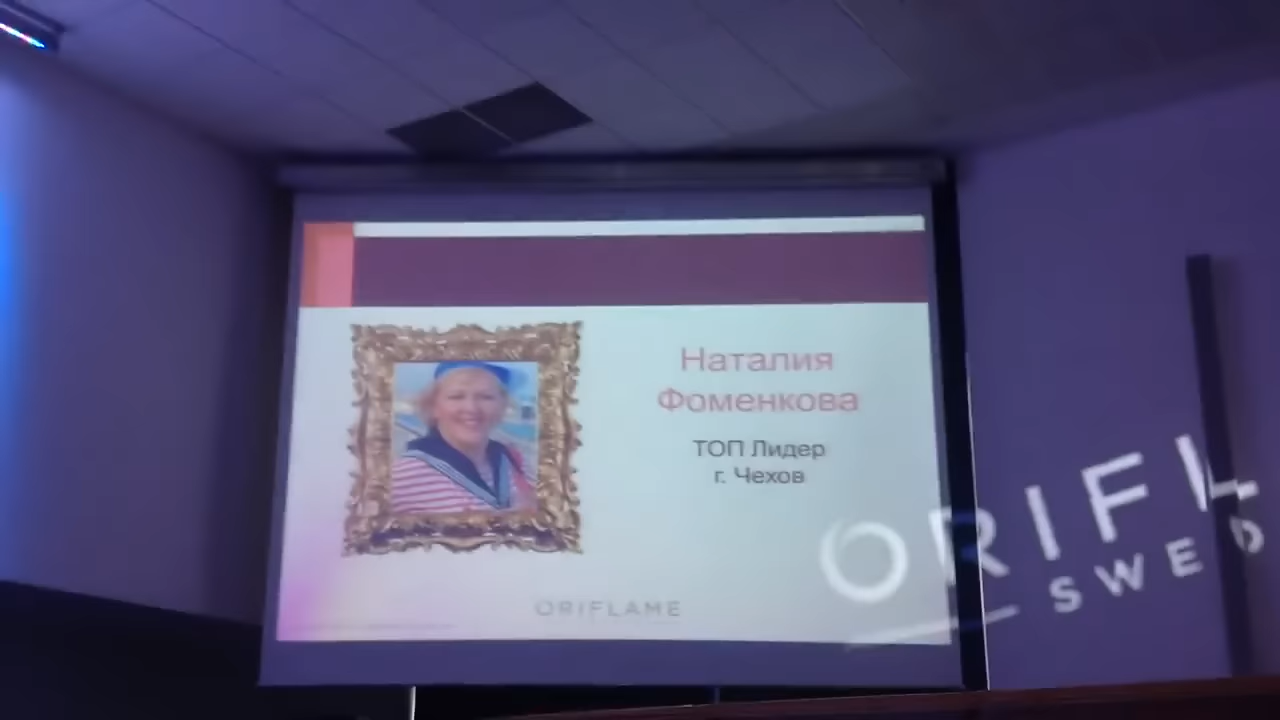 Наталия
Фоменкова
ТОП Лидер
г. Чехов
ORIFLAME
ORIFL
SWED